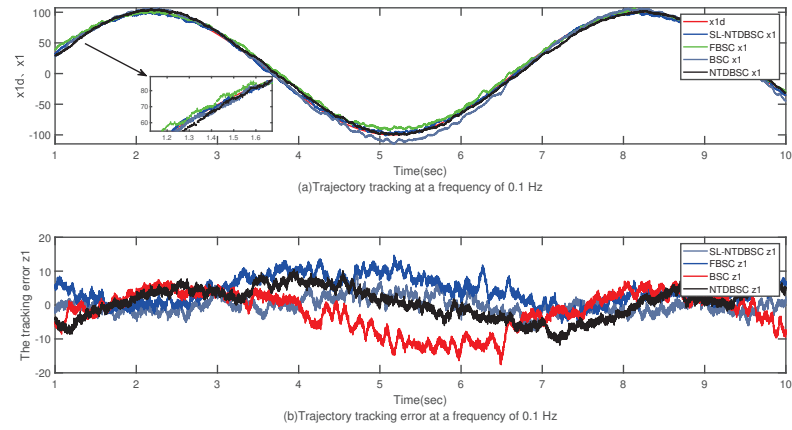 100
50
0
-50
-100
x1d、x1
x1d
SL-NTDBSC x1
FBSC x1
BSC x1
NTDBSC x1
80
60
1.2 1.3 1.4 1.5 1.6
1 2 3 4 5 6 7 8 9 10
Time(sec)
(a)Trajectory tracking at a frequency of 0.1 Hz
20
10
0
-10
-20
The tracking error z1
SL-NTDBSC z1
FBSC z1
BSC z1
NTDBSC z1
1 2 3 4 5 6 7 8 9 10
Time(sec)
(b)Trajectory tracking error at a frequency of 0.1 Hz